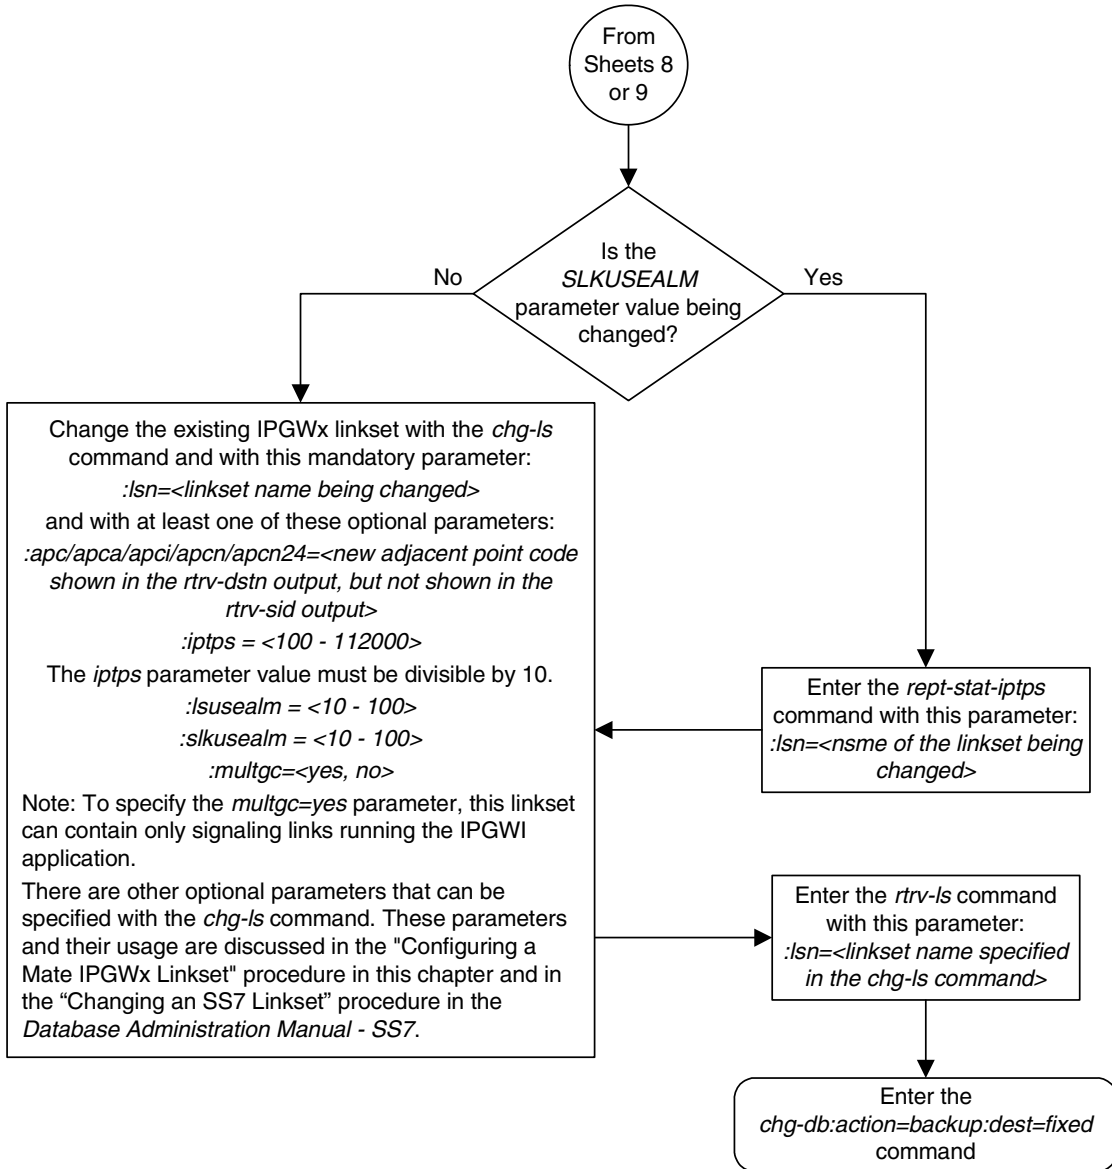 From
Sheets 8
or 9
Is the
SLKUSEALM
parameter value being
changed?
No
Yes
Change the existing IPGWx linkset with the chg-ls
command and with this mandatory parameter:
:lsn=<linkset name being changed>
and with at least one of these optional parameters:
:apc/apca/apci/apcn/apcn24=<new adjacent point code
shown in the rtrv-dstn output, but not shown in the
rtrv-sid output>
:iptps = <100 - 112000>
The iptps parameter value must be divisible by 10.
:lsusealm = <10 - 100>
:slkusealm = <10 - 100>
:multgc=<yes, no>
Note: To specify the multgc=yes parameter, this linkset
can contain only signaling links running the IPGWI
application.
There are other optional parameters that can be
specified with the chg-ls command. These parameters
and their usage are discussed in the "Configuring a
Mate IPGWx Linkset" procedure in this chapter and in
the “Changing an SS7 Linkset” procedure in the
Database Administration Manual - SS7.
Enter the rept-stat-iptps
command with this parameter:
:lsn=<nsme of the linkset being
changed>
Enter the rtrv-ls command
with this parameter:
:lsn=<linkset name specified
in the chg-ls command>
Enter the
chg-db:action=backup:dest=fixed
command